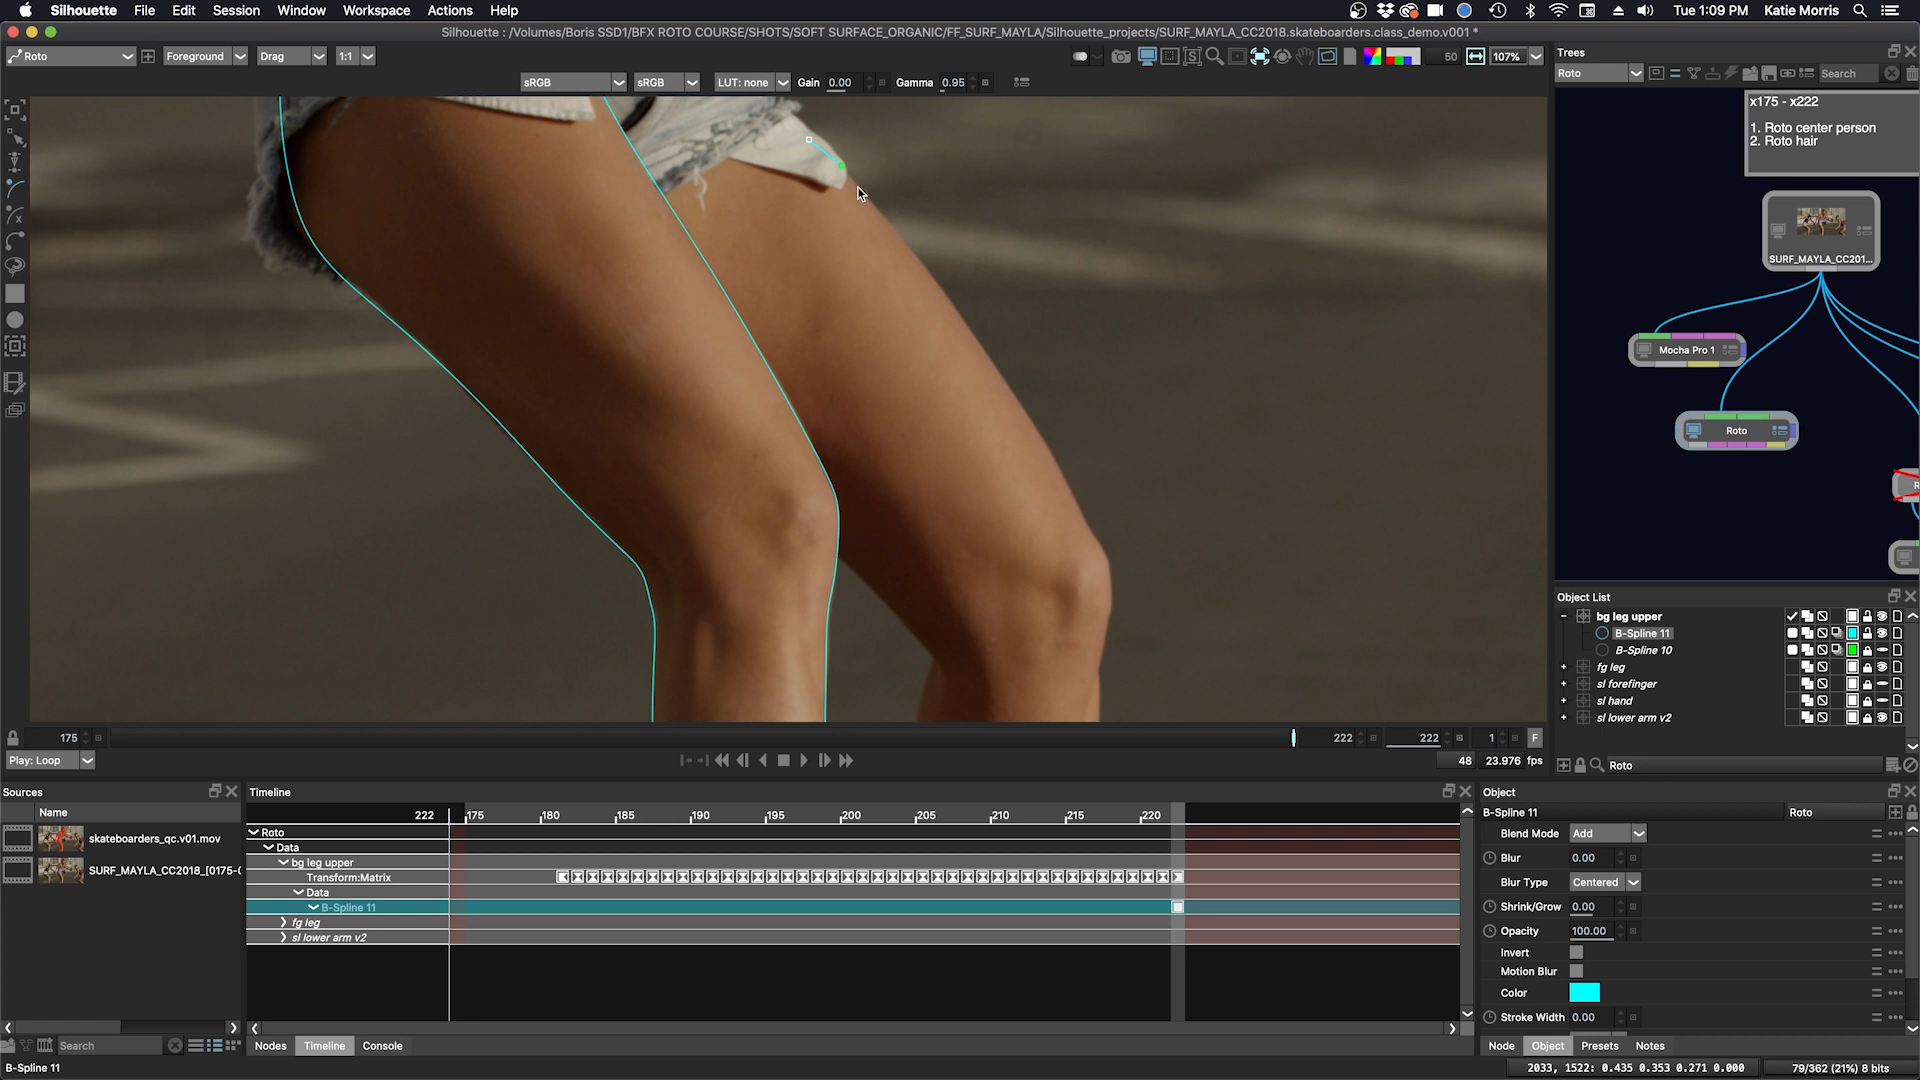 Silhouette File Edit Session Window Workspace Actions Help
Tue 1:09 PM Katie Morris
Silhouette : /Volumes/Boris SSD1/BFX ROTO COURSE/SHOTS/SOFT SURFACE_ORGANIC/FF_SURF_MAYLA/Silhouette_projects/SURF_MAYLA_CC2018.skateboarders.class_demo.v001 *
Roto Foreground Drag 1:1 50 107%
sRGB sRGB LUT: none Gain 0.00 Gamma 0.95
Trees
Roto Search
x175 - x222
1. Roto center person
2. Roto hair
SURF_MAYLA_CC201...
Mocha Pro 1
Roto
Object List
bg leg upper
B-Spline 11
B-Spline 10
fg leg
sl forefinger
sl hand
sl lower arm v2
Roto
175 222 222 1 F
Play: Loop 48 23.976 fps
Sources
Name
skateboarders_qc.v01.mov
SURF_MAYLA_CC2018_[0175-0
Search
Timeline
222 175 180 185 190 195 200 205 210 215 220
Roto
Data
bg leg upper
Transform:Matrix
Data
B-Spline 11
fg leg
sl lower arm v2
Nodes Timeline Console
Object
B-Spline 11 Roto
Blend Mode Add
Blur 0.00
Blur Type Centered
Shrink/Grow 0.00
Opacity 100.00
Invert
Motion Blur
Color
Stroke Width 0.00
Node Object Presets Notes
B-Spline 11
2033, 1522: 0.435 0.353 0.271 0.000 79/362 (21%) 8 bits